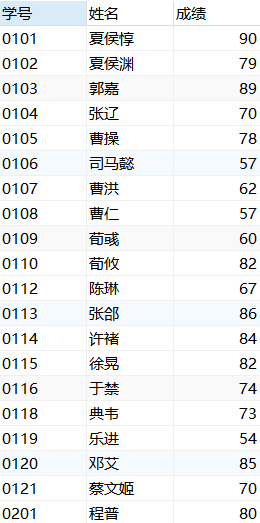 学号 姓名 成绩
0101 夏侯惇 90
0102 夏侯渊 79
0103 郭嘉 89
0104 张辽 70
0105 曹操 78
0106 司马懿 57
0107 曹洪 62
0108 曹仁 57
0109 荀彧 60
0110 荀攸 82
0112 陈琳 67
0113 张郃 86
0114 许褚 84
0115 徐晃 82
0116 于禁 74
0118 典韦 73
0119 乐进 54
0120 邓艾 85
0121 蔡文姬 70
0201 程普 80